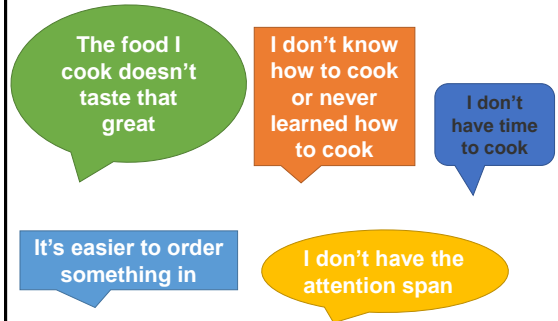 The food I
cook doesn't
taste that
great
I don't know
how to cook
or never
learned how
to cook
I don't
have time
to cook
It's easier to order
something in
I don't have the
attention span